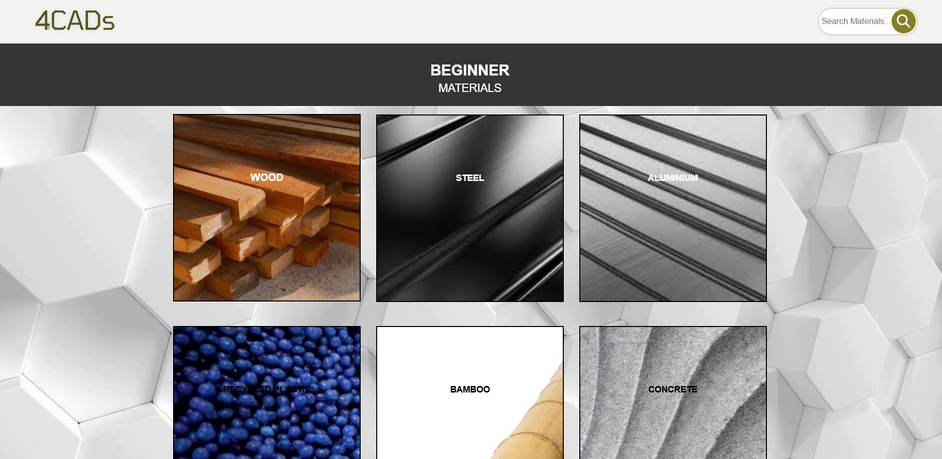 4CADs
Search Materials...
BEGINNER
MATERIALS
WOOD
STEEL
ALUMINIUM
RECYCLED PLASTIC
BAMBOO
CONCRETE